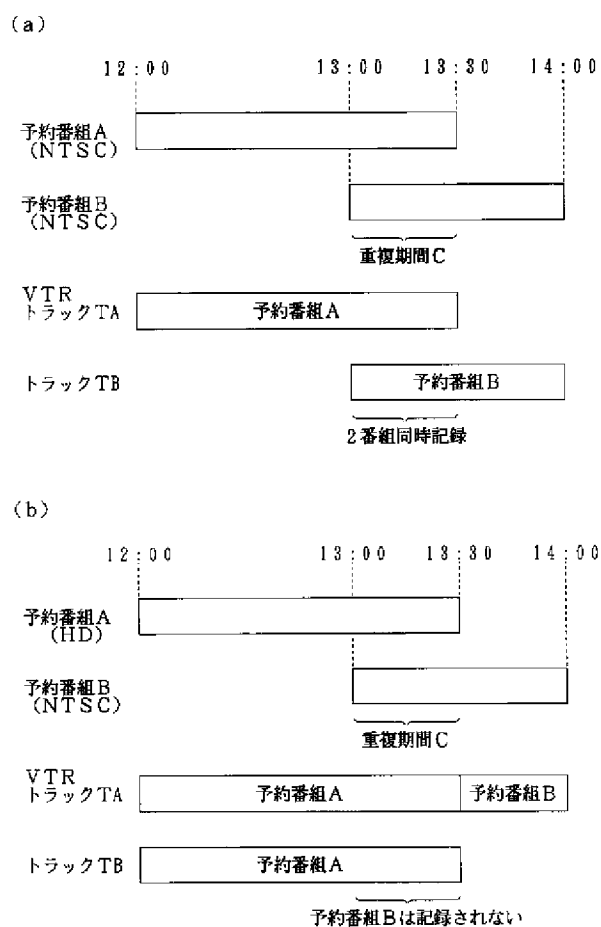 (a)
12:00 13:00 13:30 14:00
予約番組A
(NTSC)
予約番組B
(NTSC)
重複期間C
VTR
トラックTA 予約番組A
トラックTB 予約番組B
2番組同時記録
(b)
12:00 13:00 13:30 14:00
予約番組A
(HD)
予約番組B
(NTSC)
重複期間C
VTR
トラックTA 予約番組A 予約番組B
トラックTB 予約番組A
予約番組Bは記録されない